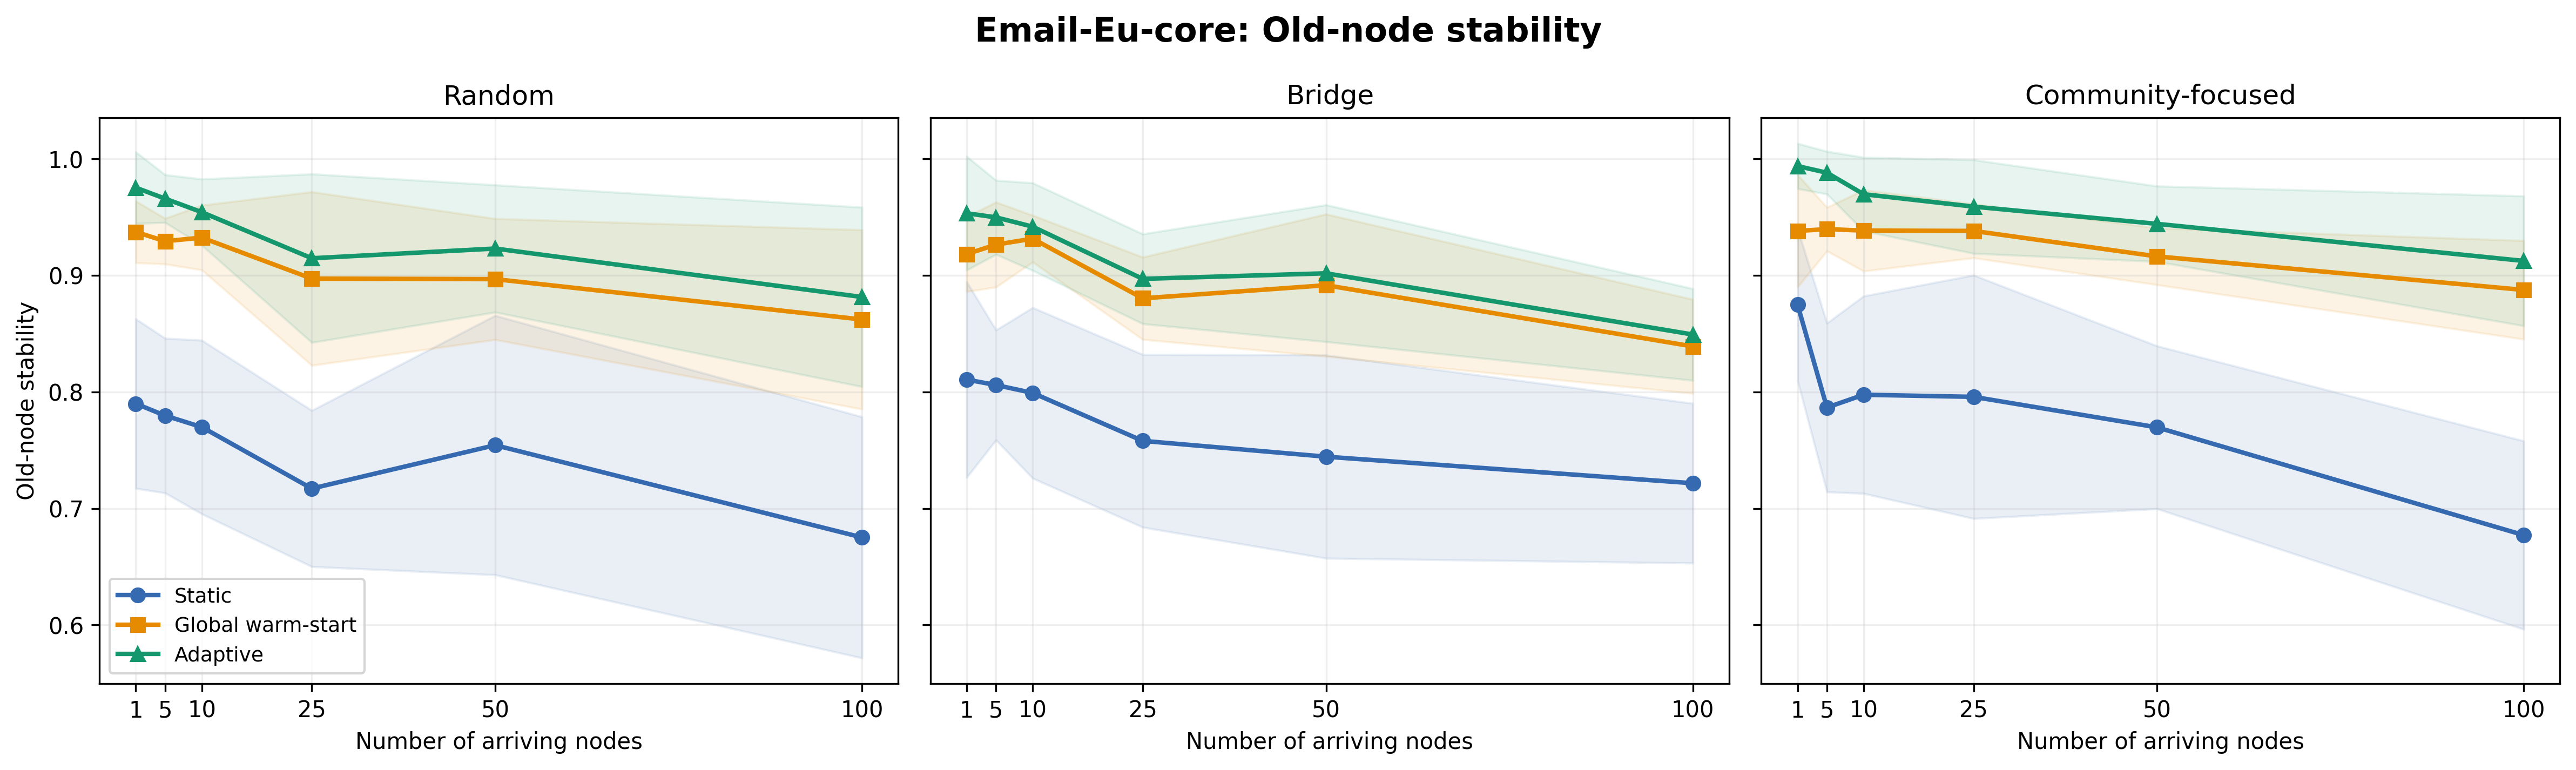 Email-Eu-core: Old-node stability
Random
Bridge
Community-focused
Old-node stability
1.0
0.9
0.8
0.7
0.6
Static
Global warm-start
Adaptive
1 5 10 25 50 100
1 5 10 25 50 100
1 5 10 25 50 100
Number of arriving nodes
Number of arriving nodes
Number of arriving nodes